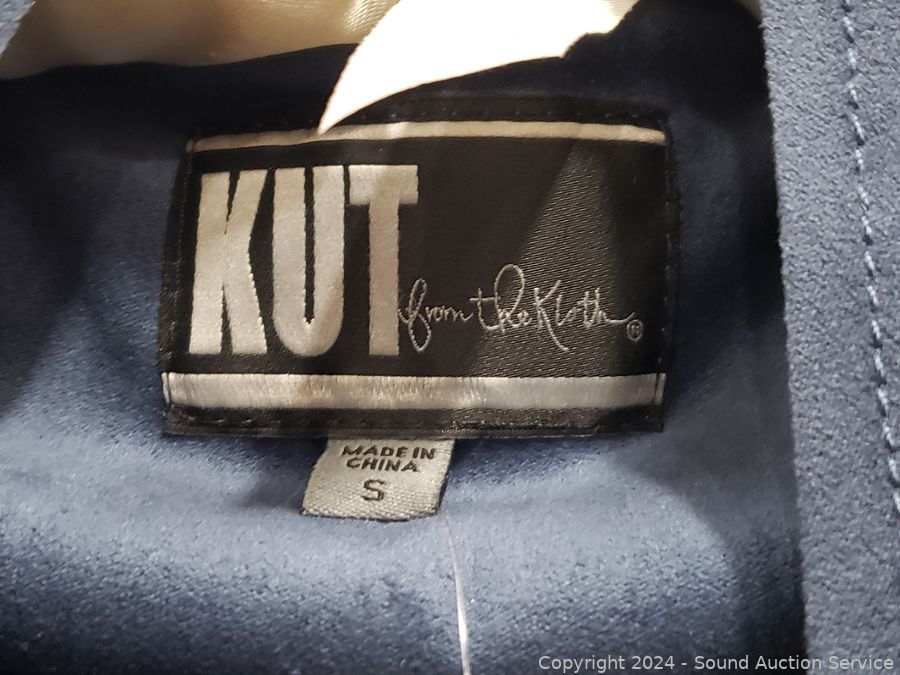 KUT from the Kloth ®
MADE IN
CHINA
S
Copyright 2024 - Sound Auction Service